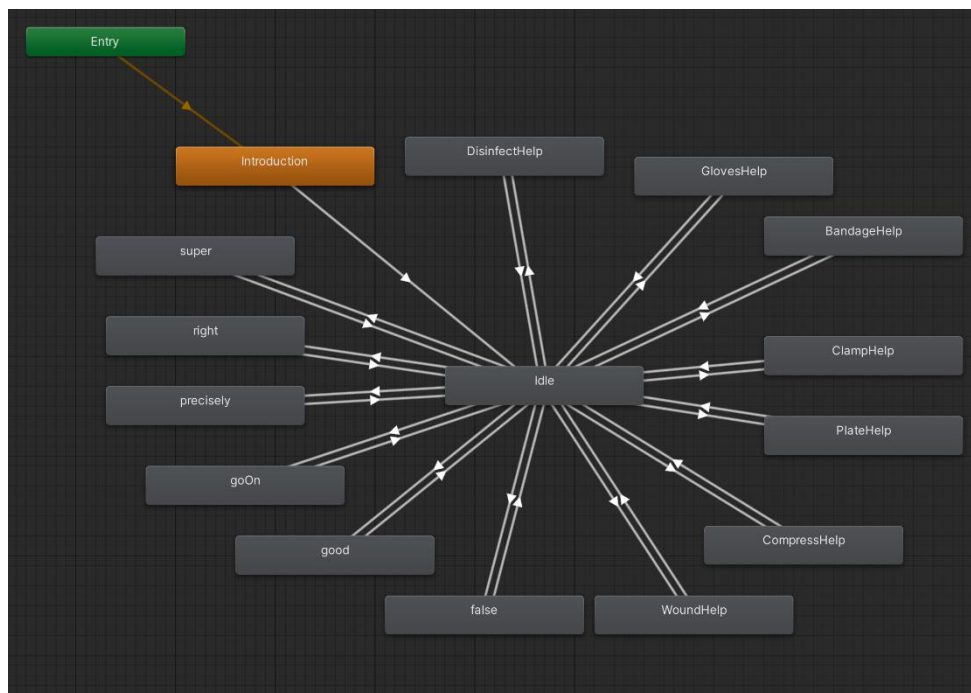 Entry
DisinfectHelp
Introduction
GlovesHelp
BandageHelp
super
right
ClampHelp
Idle
precisely
PlateHelp
goOn
CompressHelp
good
false
WoundHelp